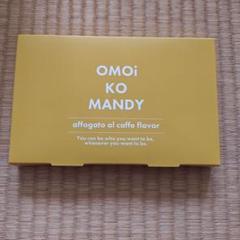 OMOi
KO
MANDY
affogato al caffe flavor
You can be who you want to be.
whenever you want to be.